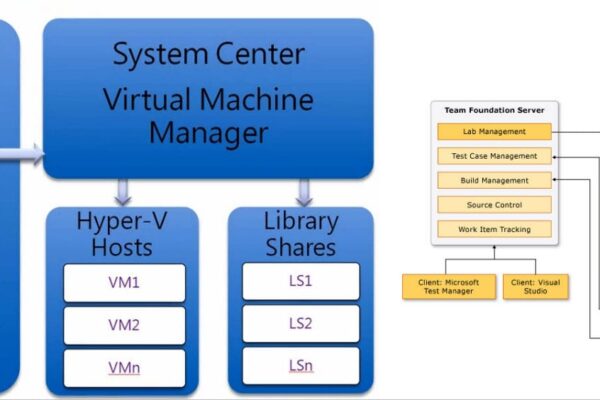 System Center
Virtual Machine
Manager
Hyper-V
Hosts
VM1
VM2
VMn
Library
Shares
LS1
LS2
LSn
Team Foundation Server
Lab Management
Test Case Management
Build Management
Source Control
Work Item Tracking
Client: Microsoft
Test Manager
Client: Visual
Studio